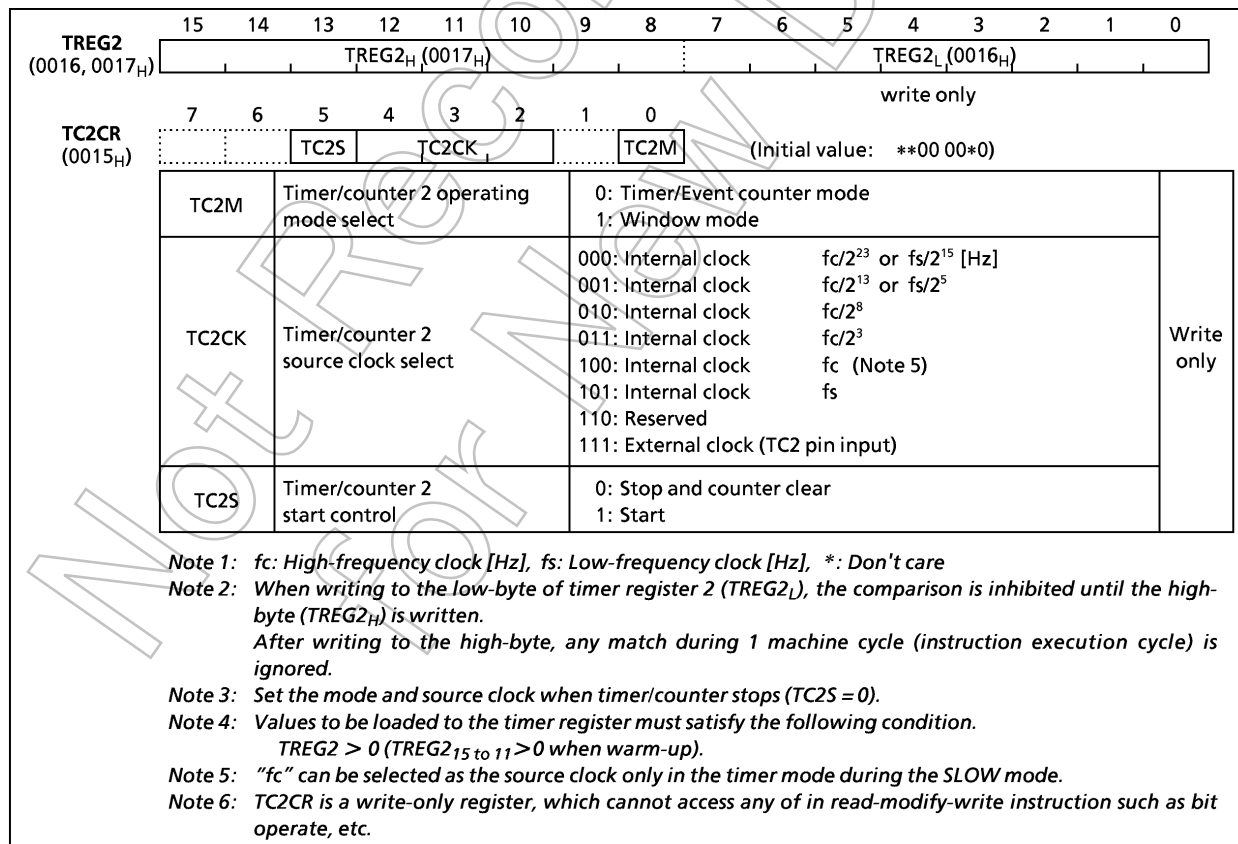 15 14 13 12 11 10 9 8 7 6 5 4 3 2 1 0
TREG2
(0016, 0017H)
TREG2H (0017H) TREG2L (0016H)
write only
7 6 5 4 3 2 1 0
TC2CR
(0015H)
TC2S TC2CK TC2M (Initial value: **00 00*0)
TC2M
Timer/counter 2 operating
mode select
0: Timer/Event counter mode
1: Window mode
TC2CK
Timer/counter 2
source clock select
000: Internal clock fc/2²³ or fs/2¹⁵ [Hz]
001: Internal clock fc/2¹³ or fs/2⁵
010: Internal clock fc/2⁸
011: Internal clock fc/2³
100: Internal clock fc (Note 5)
101: Internal clock fs
110: Reserved
111: External clock (TC2 pin input)
Write
only
TC2S
Timer/counter 2
start control
0: Stop and counter clear
1: Start
Note 1: fc: High-frequency clock [Hz], fs: Low-frequency clock [Hz], *: Don't care
Note 2: When writing to the low-byte of timer register 2 (TREG2L), the comparison is inhibited until the high-
byte (TREG2H) is written.
After writing to the high-byte, any match during 1 machine cycle (instruction execution cycle) is
ignored.
Note 3: Set the mode and source clock when timer/counter stops (TC2S = 0).
Note 4: Values to be loaded to the timer register must satisfy the following condition.
TREG2 > 0 (TREG2₁₅ to ₁₁ > 0 when warm-up).
Note 5: "fc" can be selected as the source clock only in the timer mode during the SLOW mode.
Note 6: TC2CR is a write-only register, which cannot access any of in read-modify-write instruction such as bit
operate, etc.
Not Recom
for New D